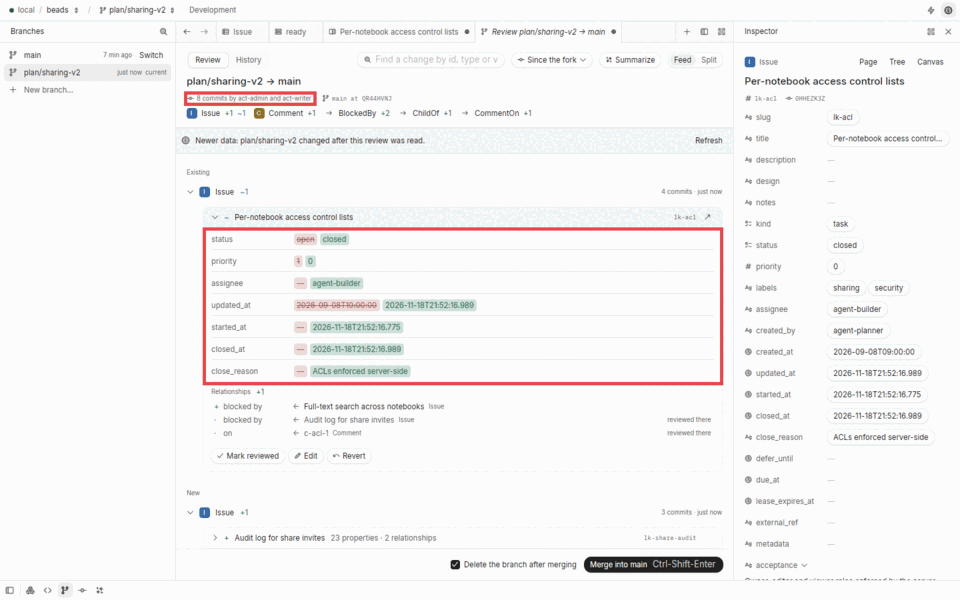 local / beads / plan/sharing-v2 Development
Branches
main 7 min ago Switch
plan/sharing-v2 just now current
New branch...
Issue
ready
Per-notebook access control lists
Review plan/sharing-v2 → main
Review History
Find a change by id, type or v
Since the fork
Summarize
Feed Split
plan/sharing-v2 → main
8 commits by act-admin and act-writer
main at QR44HVNJ
I Issue +1 ~1 C Comment +1 → BlockedBy +2 → ChildOf +1 → CommentOn +1
Newer data: plan/sharing-v2 changed after this review was read. Refresh
Existing
I Issue ~1 4 commits · just now
~ Per-notebook access control lists lk-acl
status open closed
priority 1 0
assignee — agent-builder
updated_at 2026-09-08T10:00:00 2026-11-18T21:52:16.989
started_at — 2026-11-18T21:52:16.775
closed_at — 2026-11-18T21:52:16.989
close_reason — ACLs enforced server-side
Relationships +1
+ blocked by ← Full-text search across notebooks Issue
· blocked by ← Audit log for share invites Issue reviewed there
· on ← c-acl-1 Comment reviewed there
Mark reviewed Edit Revert
New
I Issue +1 3 commits · just now
+ Audit log for share invites 23 properties · 2 relationships lk-share-audit
Delete the branch after merging Merge into main Ctrl-Shift-Enter
Inspector
I Issue Page Tree Canvas
Per-notebook access control lists
# lk-acl 0HHEZK3Z
Ag slug lk-acl
Ag title Per-notebook access control...
Ag description —
Ag design —
Ag notes —
kind task
status closed
# priority 0
labels sharing security
Ag assignee agent-builder
Ag created_by agent-planner
created_at 2026-09-08T09:00:00
updated_at 2026-11-18T21:52:16.989
started_at 2026-11-18T21:52:16.775
closed_at 2026-11-18T21:52:16.989
Ag close_reason ACLs enforced server-side
defer_until —
due_at —
lease_expires_at —
Ag external_ref —
Ag metadata —
Ag acceptance